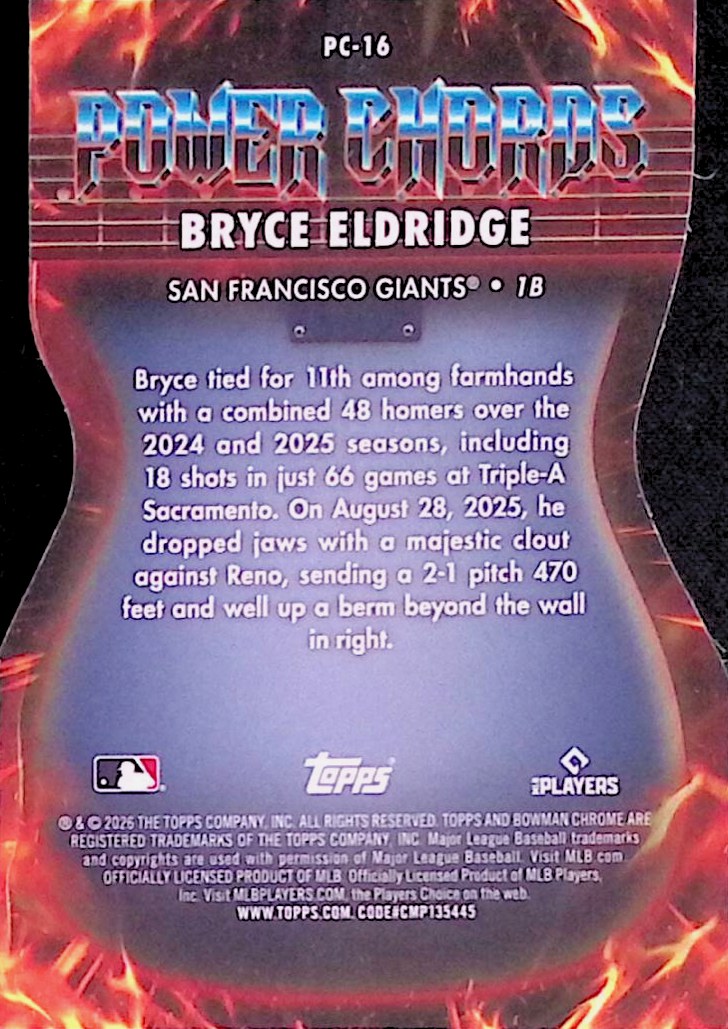 PC-16
POWER CHORDS
BRYCE ELDRIDGE
SAN FRANCISCO GIANTS® • 1B
Bryce tied for 11th among farmhands
with a combined 48 homers over the
2024 and 2025 seasons, including
18 shots in just 66 games at Triple-A
Sacramento. On August 28, 2025, he
dropped jaws with a majestic clout
against Reno, sending a 2-1 pitch 470
feet and well up a berm beyond the wall
in right.
topps®
MLB PLAYERS
® & © 2026 THE TOPPS COMPANY, INC. ALL RIGHTS RESERVED. TOPPS AND BOWMAN CHROME ARE
REGISTERED TRADEMARKS OF THE TOPPS COMPANY, INC. Major League Baseball trademarks
and copyrights are used with permission of Major League Baseball. Visit MLB.com
OFFICIALLY LICENSED PRODUCT OF MLB Officially Licensed Product of MLB Players,
Inc. Visit MLBPLAYERS.COM, the Players Choice on the web.
WWW.TOPPS.COM. CODE#CMP135445